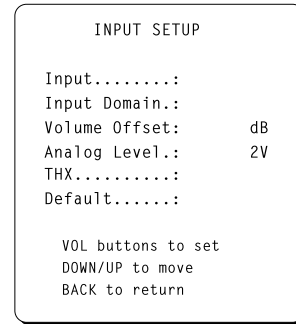 INPUT SETUP
Input........:
Input Domain.:
Volume Offset: dB
Analog Level.: 2V
THX..........:
Default......:
VOL buttons to set
DOWN/UP to move
BACK to return